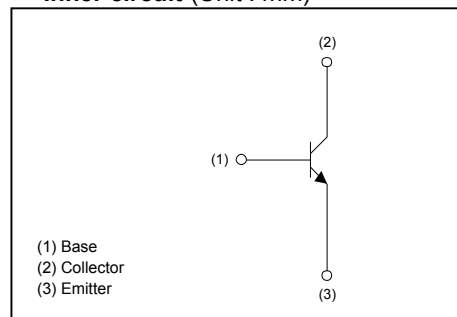 Inner circuit (Unit : mm)
(2)
(1)
(1) Base
(2) Collector
(3) Emitter
(3)